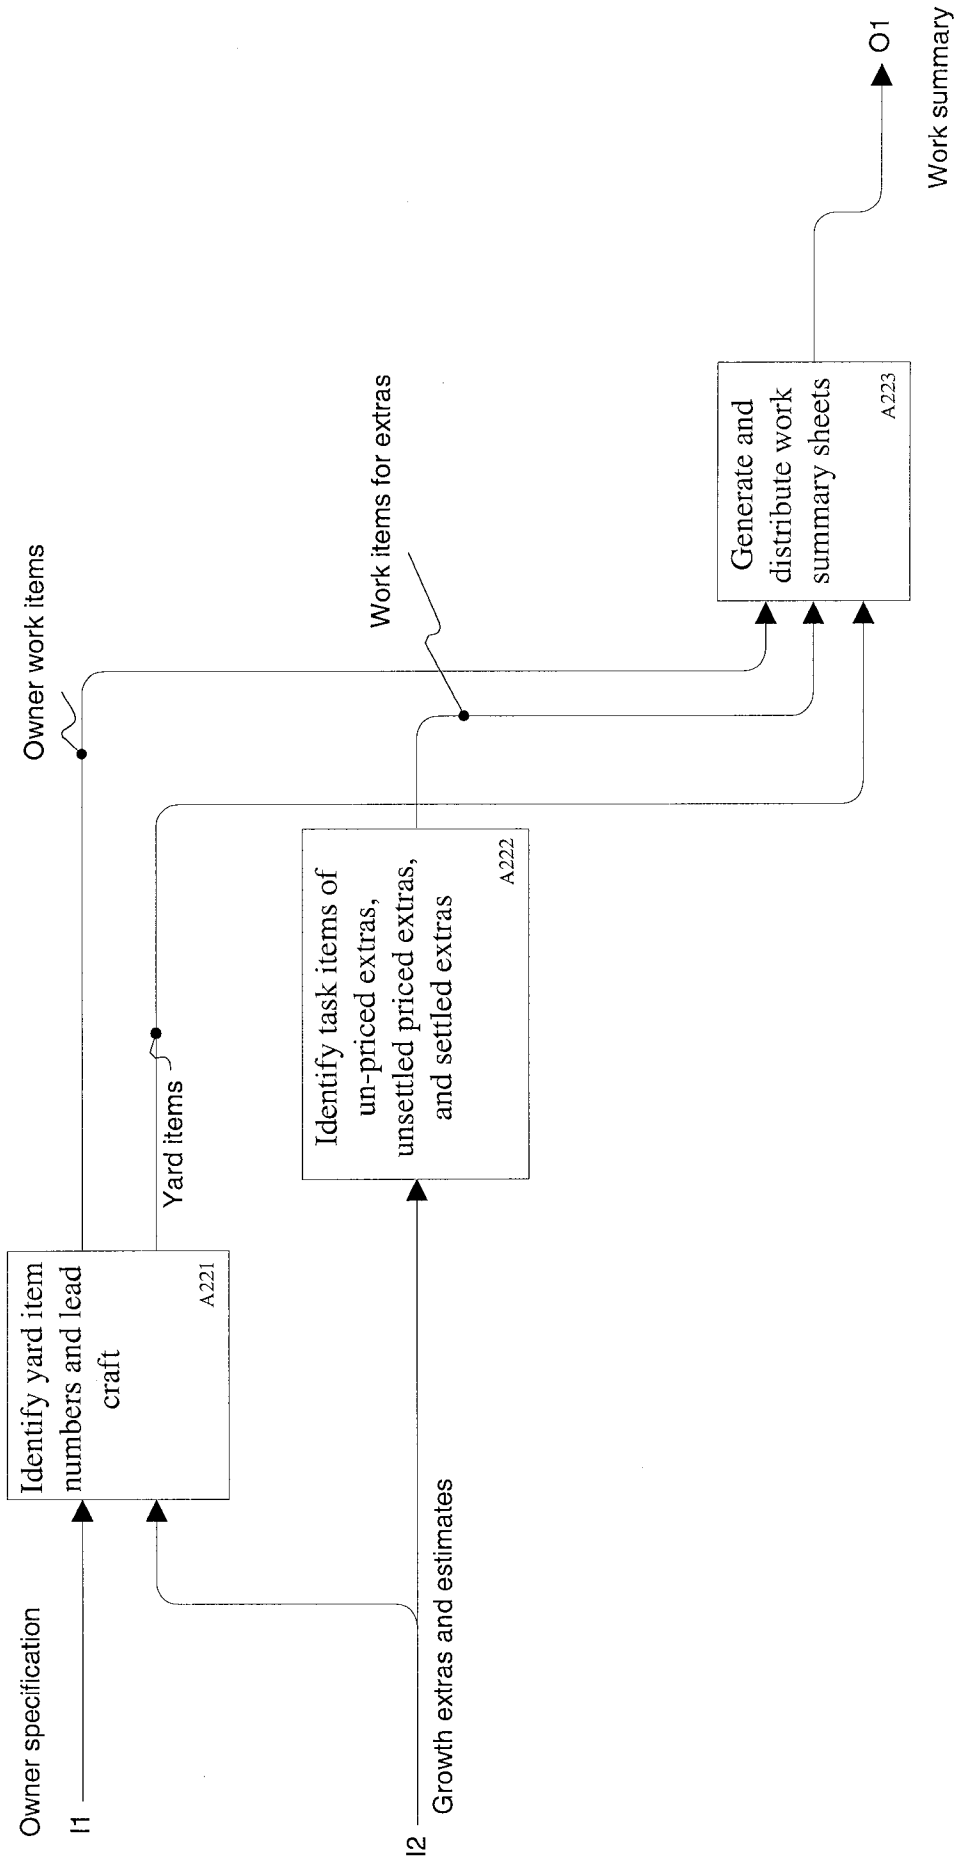 Owner specification
I1
Identify yard item
numbers and lead
craft
A221
Owner work items
Yard items
I2
Growth extras and estimates
Identify task items of
un-priced extras,
unsettled priced extras,
and settled extras
A222
Work items for extras
Generate and
distribute work
summary sheets
A223
O1
Work summary